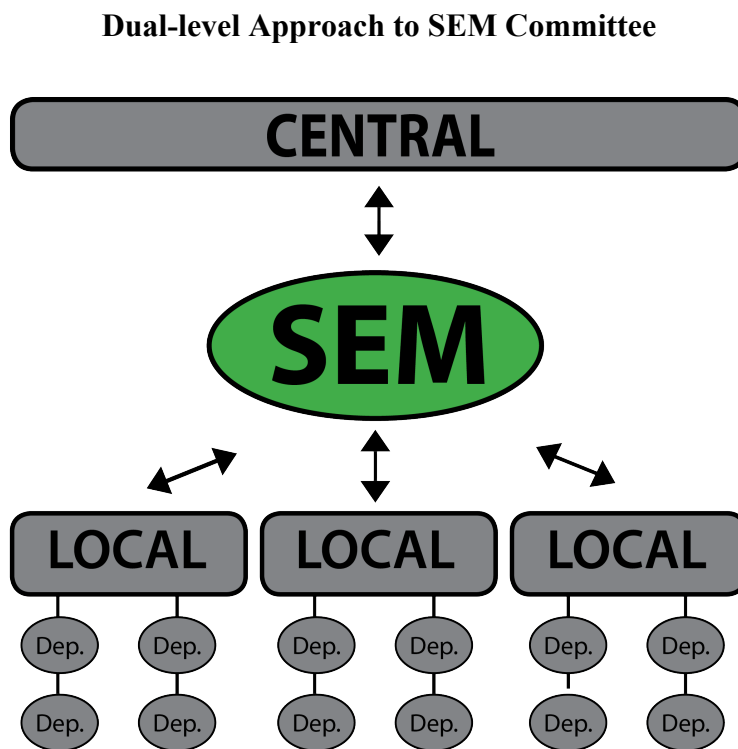 Dual-level Approach to SEM Committee
CENTRAL
SEM
LOCAL LOCAL LOCAL
Dep. Dep. Dep. Dep. Dep. Dep.
Dep. Dep. Dep. Dep. Dep. Dep.